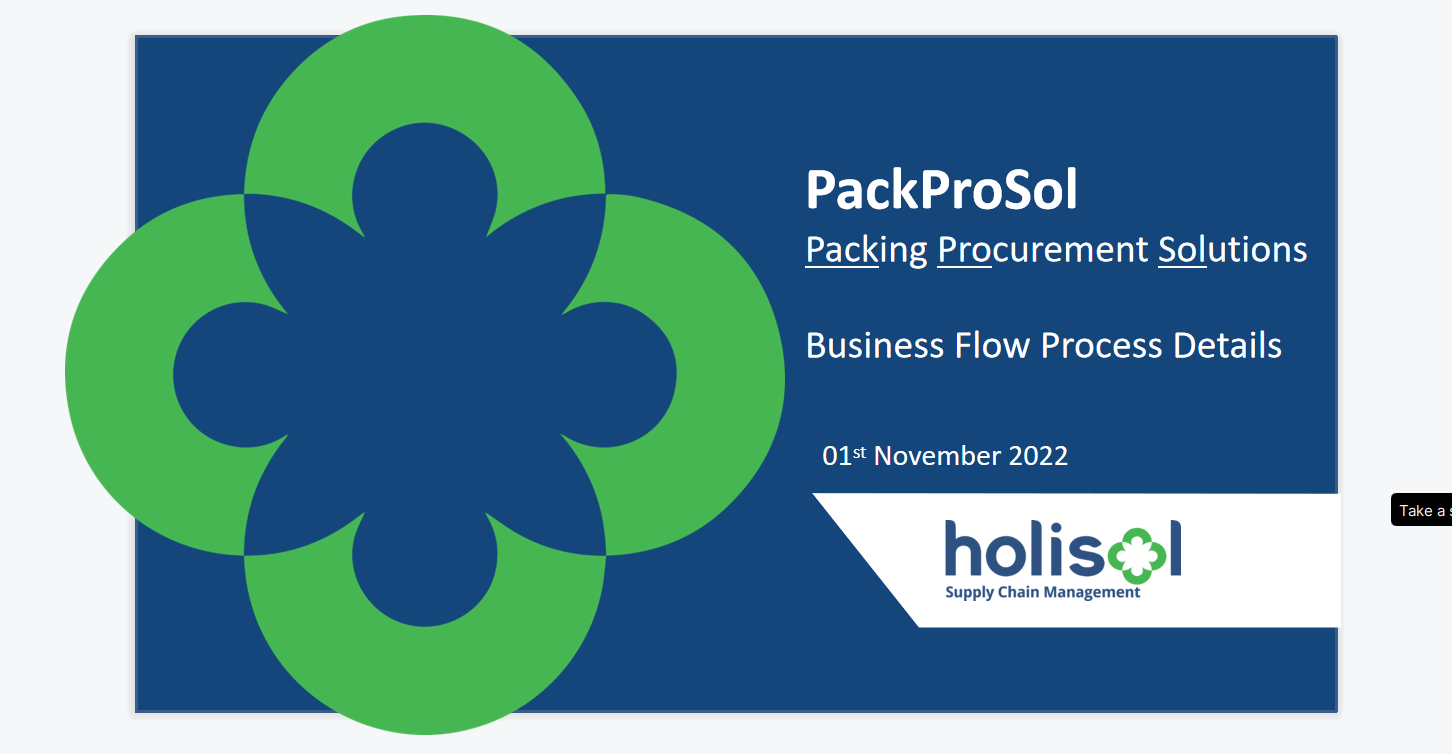 PackProSol
Packing Procurement Solutions
Business Flow Process Details
01st November 2022
holisol
Supply Chain Management
Take a